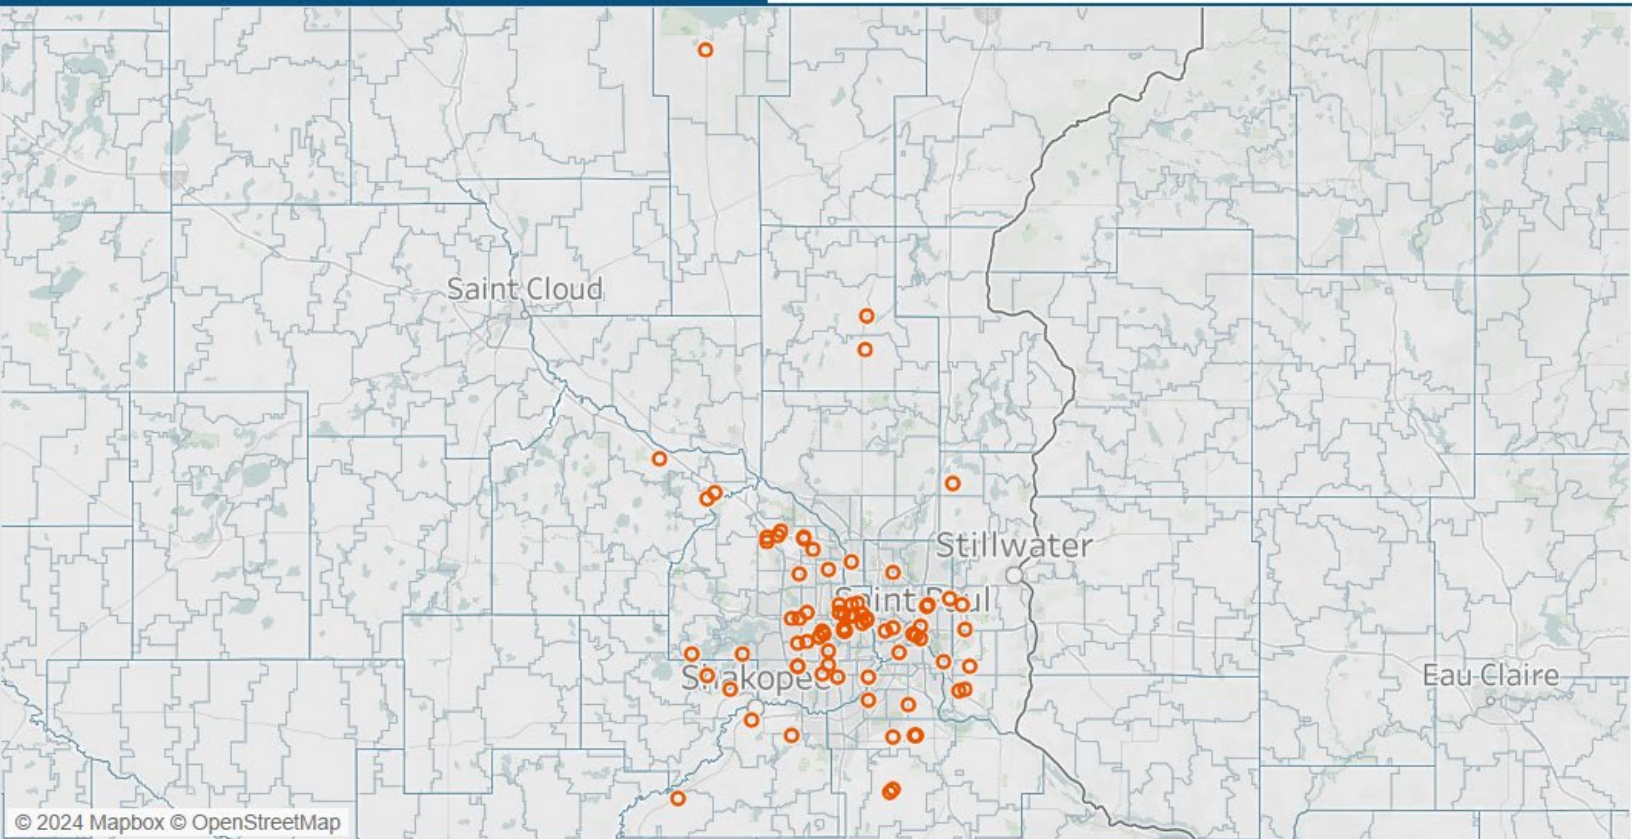 Saint Cloud
Stillwater
Saint Paul
Shakopee
Eau Claire
© 2024 Mapbox © OpenStreetMap